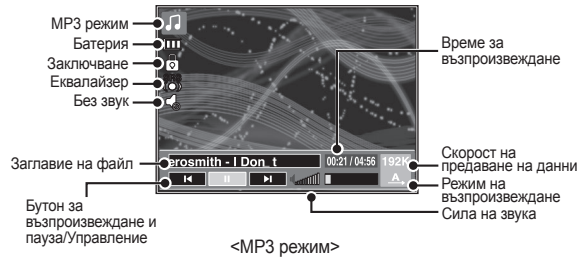 MP3 режим
Батерия
Заключване
Еквалайзер
Без звук
Време за
възпроизвеждане
erosmith - I Don_t
00:21 / 04:56
192K
A
Заглавие на файл
Скорост на
предаване на данни
Режим на
възпроизвеждане
Сила на звука
Бутон за
възпроизвеждане и
пауза/Управление
<MP3 режим>